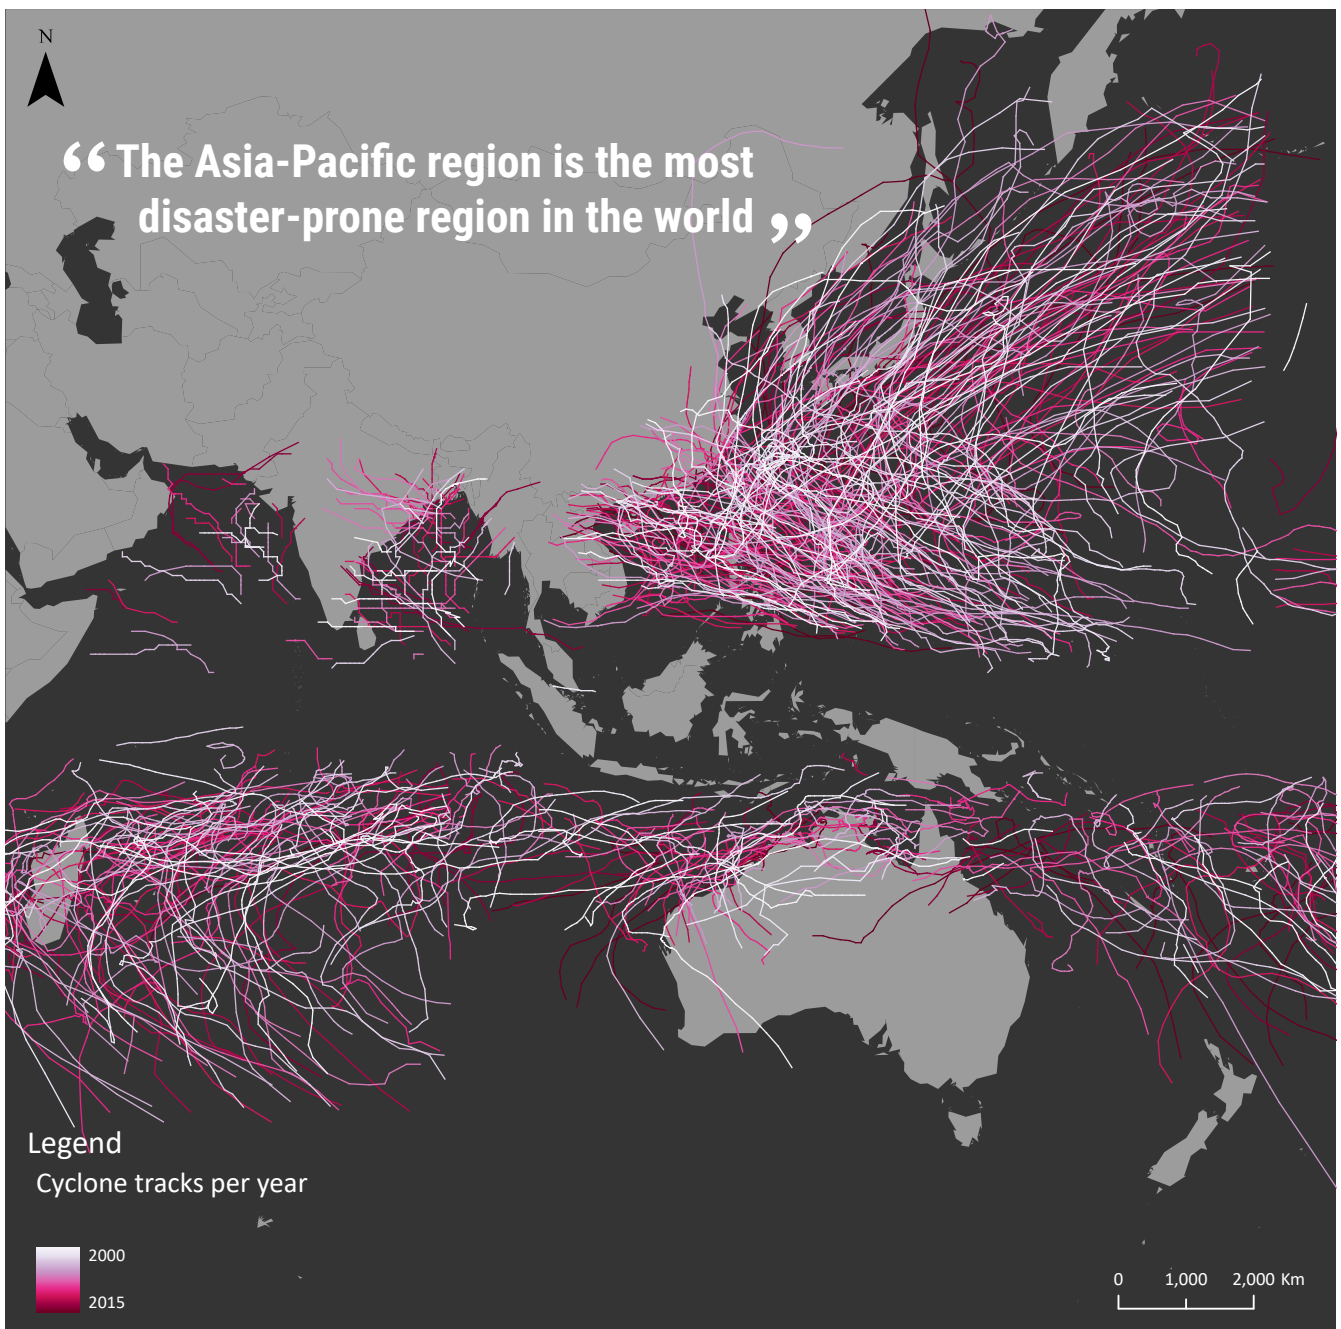 N
“ The Asia-Pacific region is the most
disaster-prone region in the world ”
Legend
Cyclone tracks per year
2000
2015
0 1,000 2,000 Km